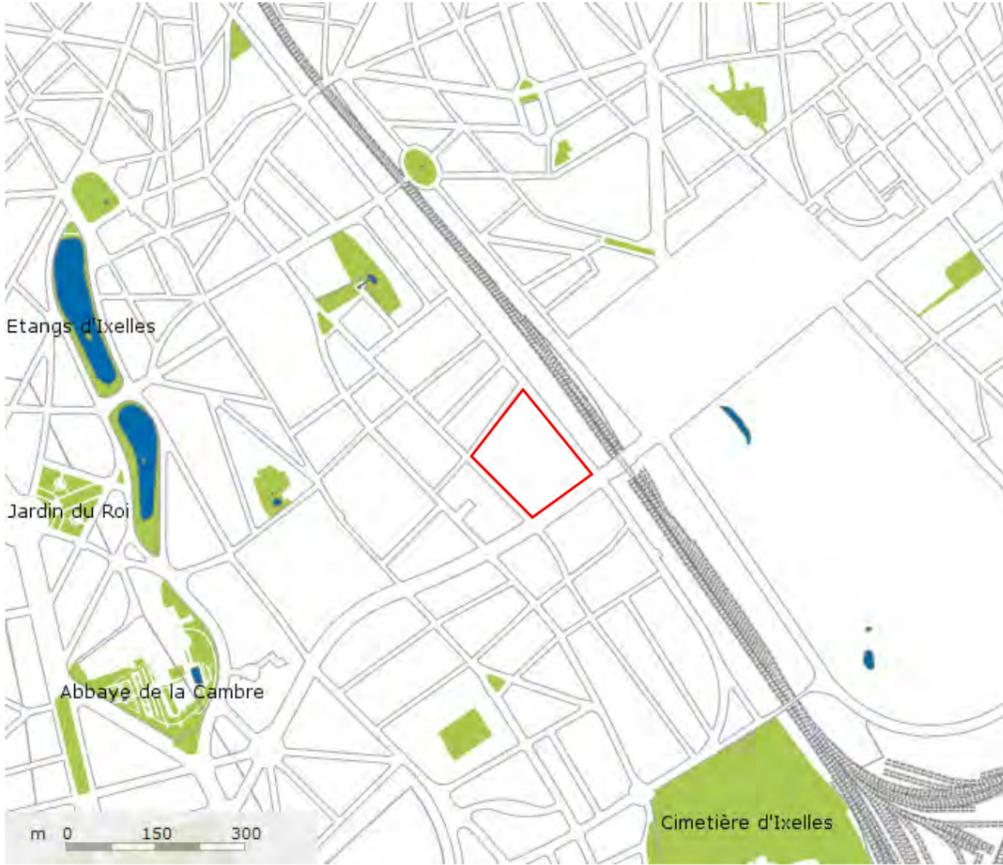 Etangs d'Ixelles
Jardin du Roi
Abbaye de la Cambre
Cimetière d'Ixelles
m 0 150 300